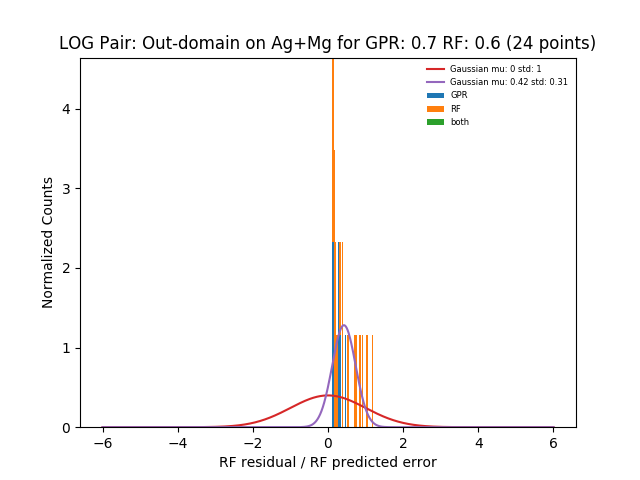 LOG Pair: Out-domain on Ag+Mg for GPR: 0.7 RF: 0.6 (24 points)
Gaussian mu: 0 std: 1
Gaussian mu: 0.42 std: 0.31
GPR
RF
both
Normalized Counts
4
3
2
1
0
−6 −4 −2 0 2 4 6
RF residual / RF predicted error